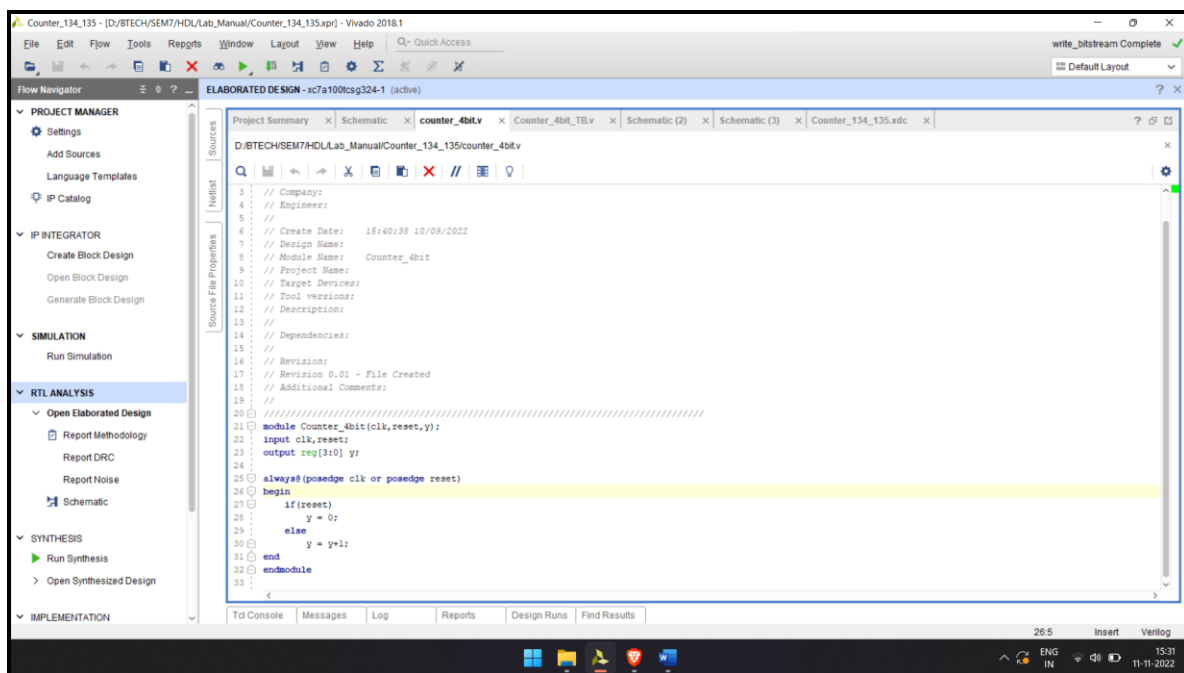 Counter_134_135 - [D:/BTECH/SEM7/HDL/Lab_Manual/Counter_134_135.xpr] - Vivado 2018.1
File Edit Flow Tools Reports Window Layout View Help Quick Access
write_bitstream Complete
Default Layout
Flow Navigator
ELABORATED DESIGN - xc7a100tcsg324-1 (active)
PROJECT MANAGER
Settings
Add Sources
Language Templates
IP Catalog
IP INTEGRATOR
Create Block Design
Open Block Design
Generate Block Design
SIMULATION
Run Simulation
RTL ANALYSIS
Open Elaborated Design
Report Methodology
Report DRC
Report Noise
Schematic
SYNTHESIS
Run Synthesis
Open Synthesized Design
IMPLEMENTATION
Sources
Netlist
Source File Properties
Project Summary Schematic counter_4bit.v Counter_4bit_TB.v Schematic (2) Schematic (3) Counter_134_135.xdc
D:/BTECH/SEM7/HDL/Lab_Manual/Counter_134_135/counter_4bit.v
3 // Company:
4 // Engineer:
5 //
6 // Create Date: 15:40:38 10/09/2022
7 // Design Name:
8 // Module Name: Counter_4bit
9 // Project Name:
10 // Target Devices:
11 // Tool versions:
12 // Description:
13 //
14 // Dependencies:
15 //
16 // Revision:
17 // Revision 0.01 - File Created
18 // Additional Comments:
19 //
20 //////////////////////////////////////////////////////////////////////////////////
21 module Counter_4bit(clk,reset,y);
22 input clk,reset;
23 output reg[3:0] y;
24
25 always@(posedge clk or posedge reset)
26 begin
27 if(reset)
28 y = 0;
29 else
30 y = y+1;
31 end
32 endmodule
33
Tcl Console Messages Log Reports Design Runs Find Results
26:5 Insert Verilog
ENG
IN
15:31
11-11-2022